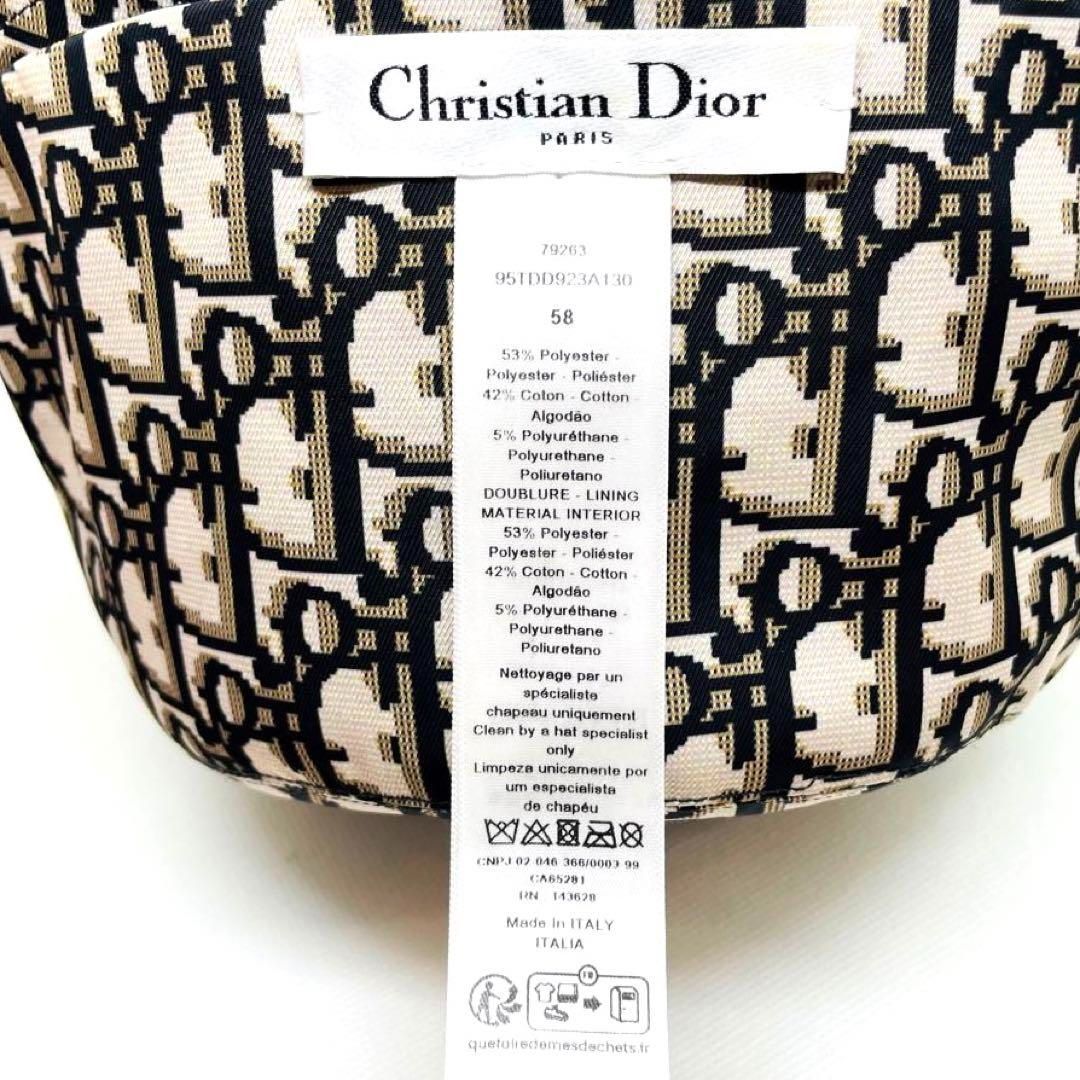 Christian Dior
PARIS
79263
95TDD923A130
58
53% Polyester -
Polyester - Poliéster
42% Coton - Cotton -
Algodão
5% Polyuréthane -
Polyurethane -
Poliuretano
DOUBLURE - LINING
MATERIAL INTERIOR
53% Polyester -
Polyester - Poliéster
42% Coton - Cotton -
Algodão
5% Polyuréthane -
Polyurethane -
Poliuretano
Nettoyage par un
spécialiste
chapeau uniquement
Clean by a hat specialist
only
Limpeza unicamente por
um especialista
de chapéu
CNPJ 02 046 366/0003 99
CA65281
RN 143628
Made In ITALY
ITALIA
quefairedemesdechets.fr